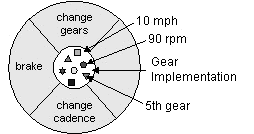 change
gears
10 mph
90 rpm
brake
Gear
Implementation
change
cadence
5th gear